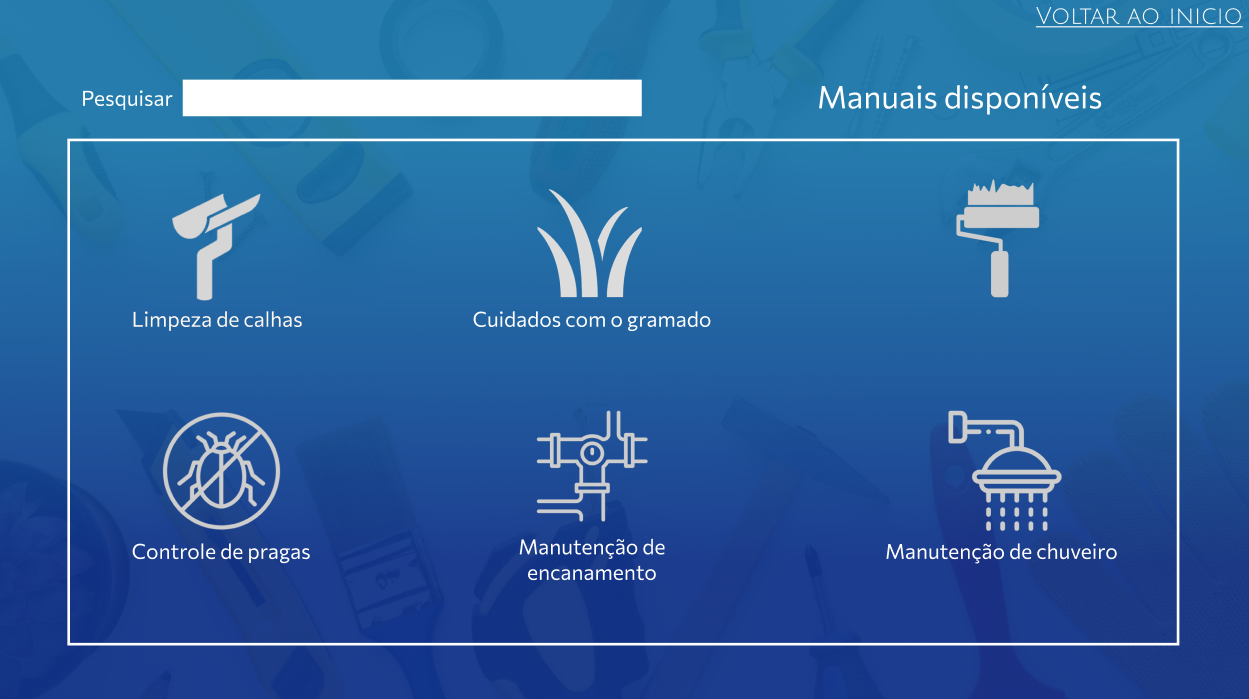 VOLTAR AO INICIO
Pesquisar
Manuais disponíveis
Limpeza de calhas
Cuidados com o gramado
Controle de pragas
Manutenção de
encanamento
Manutenção de chuveiro